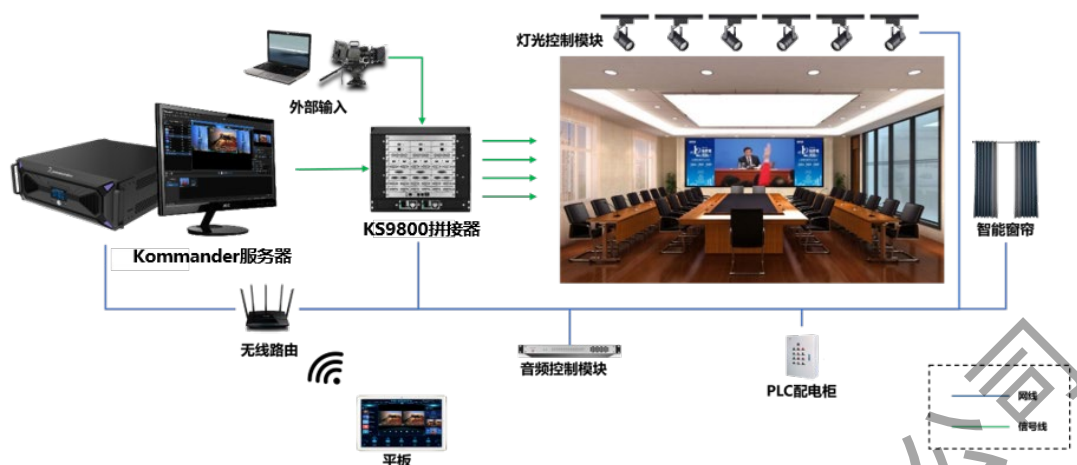 灯光控制模块
外部输入
KS9800拼接器
智能窗帘
Kommander服务器
无线路由
音频控制模块
PLC配电柜
网线
信号线
平板
公司